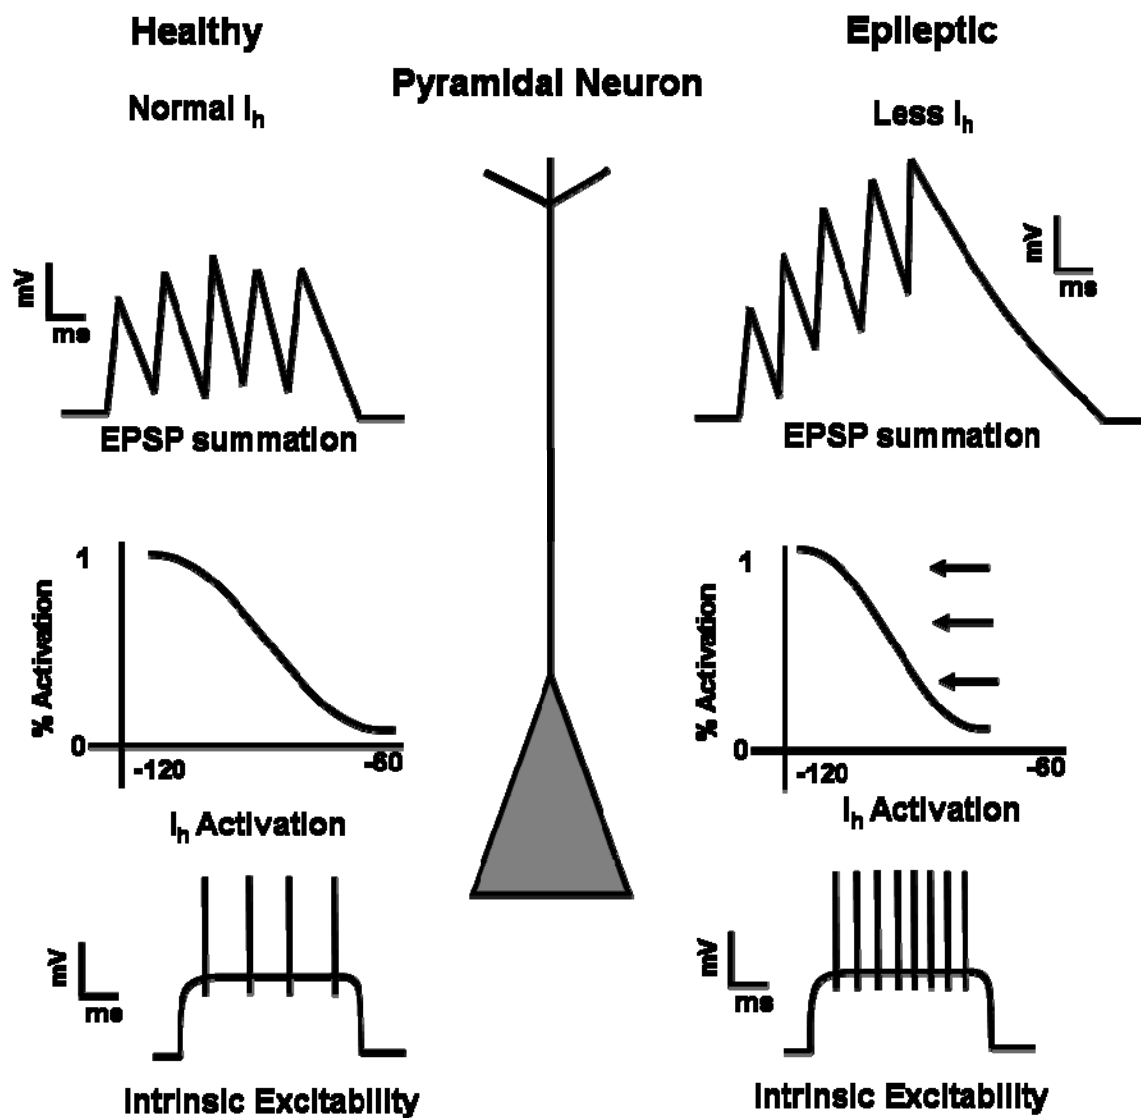 Healthy
Normal Ih
mV
ms
EPSP summation
Pyramidal Neuron
Epileptic
Less Ih
mV
ms
EPSP summation
1
% Activation
0
-120
-60
Ih Activation
1
% Activation
0
-120
-60
Ih Activation
mV
ms
Intrinsic Excitability
mV
ms
Intrinsic Excitability